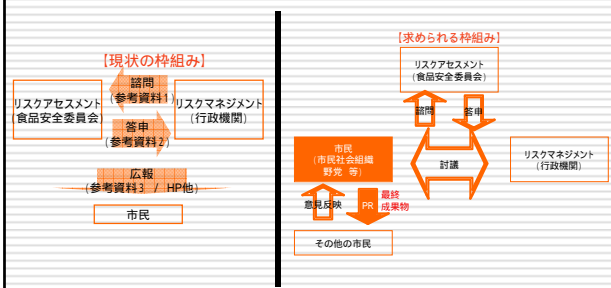 【現状の枠組み】
諮問
(参考資料1)
リスクアセスメント
(食品安全委員会)
リスクマネジメント
(行政機関)
答申
(参考資料2)
広報
(参考資料3 / HP他)
市民
【求められる枠組み】
リスクアセスメント
(食品安全委員会)
諮問
答申
市民
(市民社会組織
野党 等)
討議
リスクマネジメント
(行政機関)
意見反映
PR
最終
成果物
その他の市民